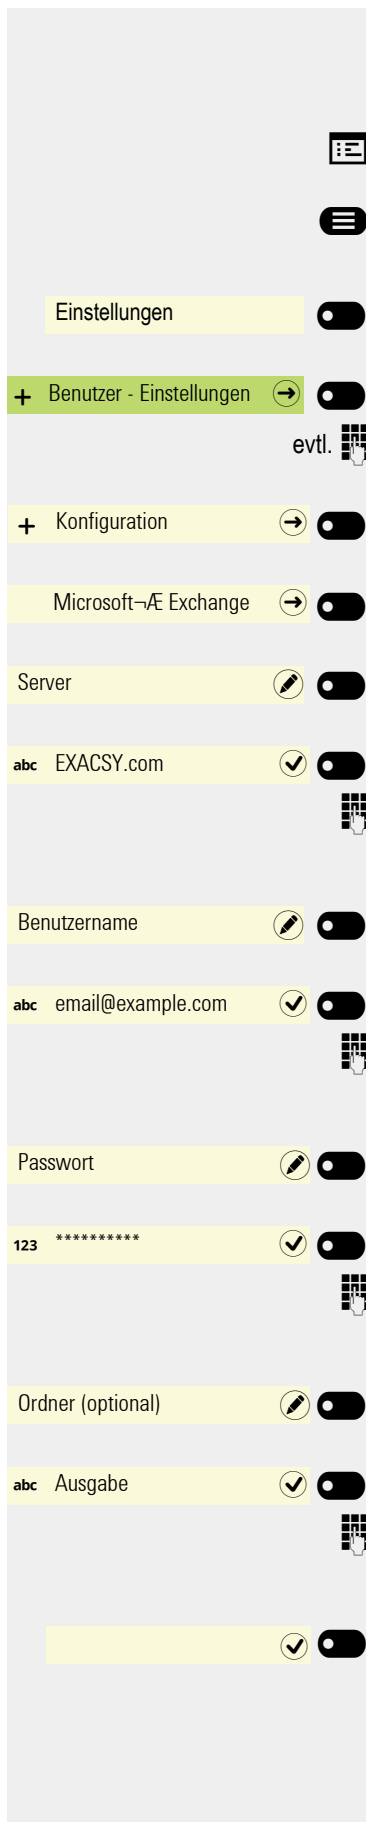 Einstellungen
+ Benutzer - Einstellungen
evtl.
+ Konfiguration
Microsoft¬Æ Exchange
Server
abc EXACSY.com
Benutzername
abc email@example.com
Passwort
123 **********
Ordner (optional)
abc Ausgabe